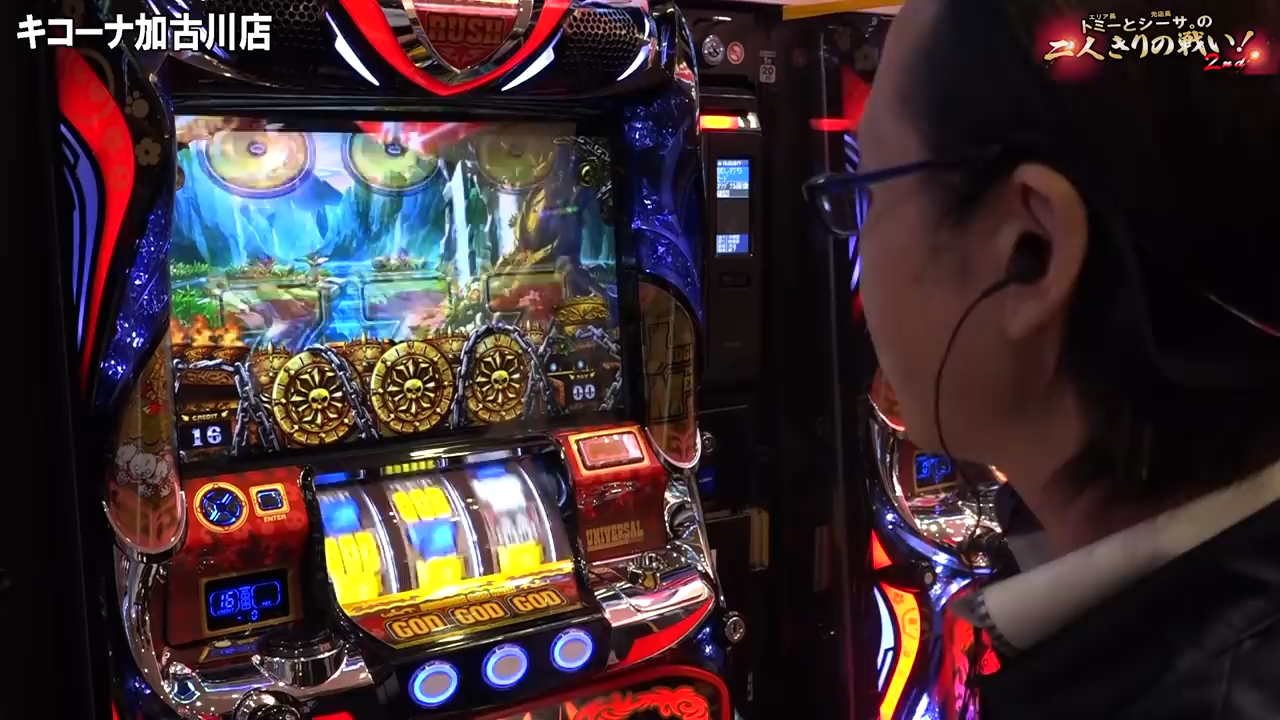 キコーナ加古川店
エリア長 元店長
トミーとシーサ。の
二人きりの戦い!
2nd
RUSH
CREDIT
16
PAY
00
ENTER
UNIVERSAL
16
GOD GOD GOD